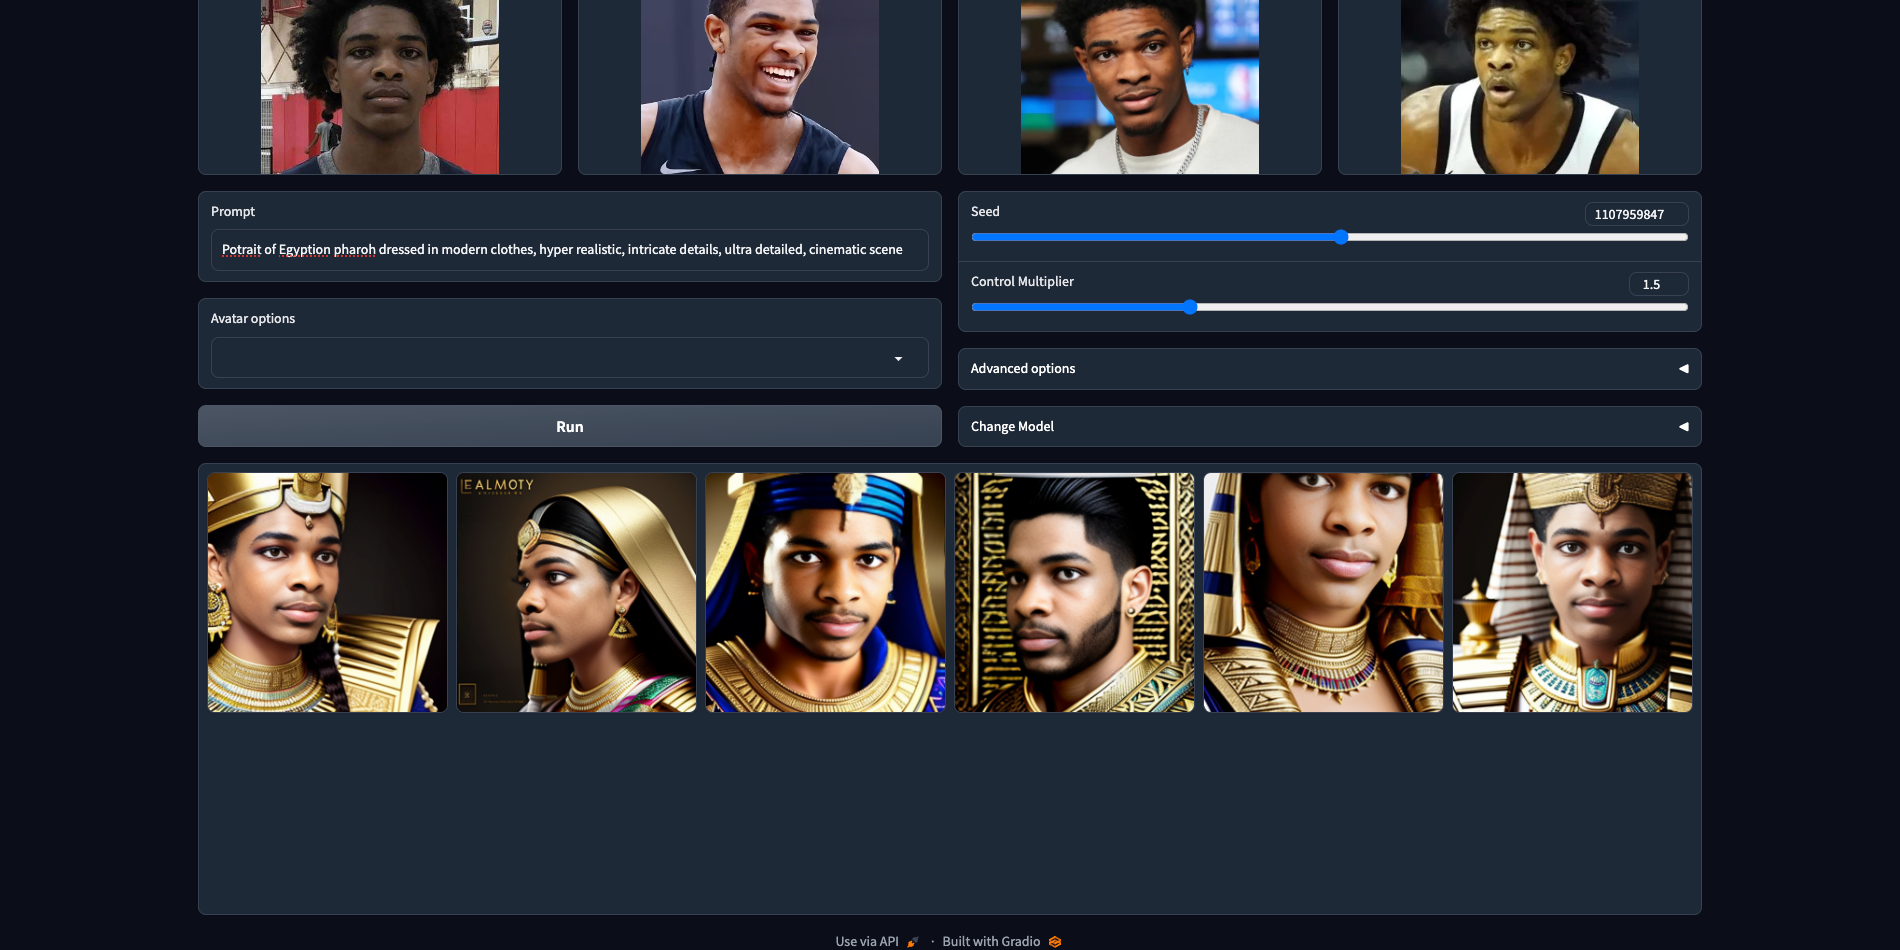 Prompt
Potrait of Egyption pharoh dressed in modern clothes, hyper realistic, intricate details, ultra detailed, cinematic scene
Seed
1107959847
Control Multiplier
1.5
Avatar options
Advanced options
Run
Change Model
EALMOTY
Use via API · Built with Gradio